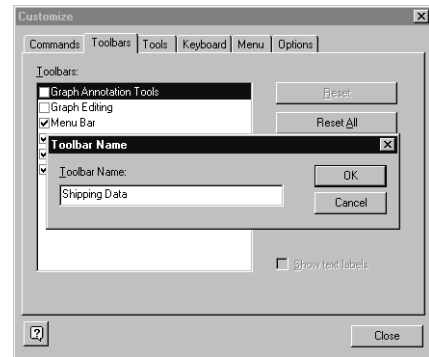 Customize
Commands Toolbars Tools Keyboard Menu Options
Toolbars:
Graph Annotation Tools
Graph Editing
Menu Bar
Reset
Reset All
Toolbar Name
Toolbar Name:
Shipping Data
OK
Cancel
Show text labels
Close